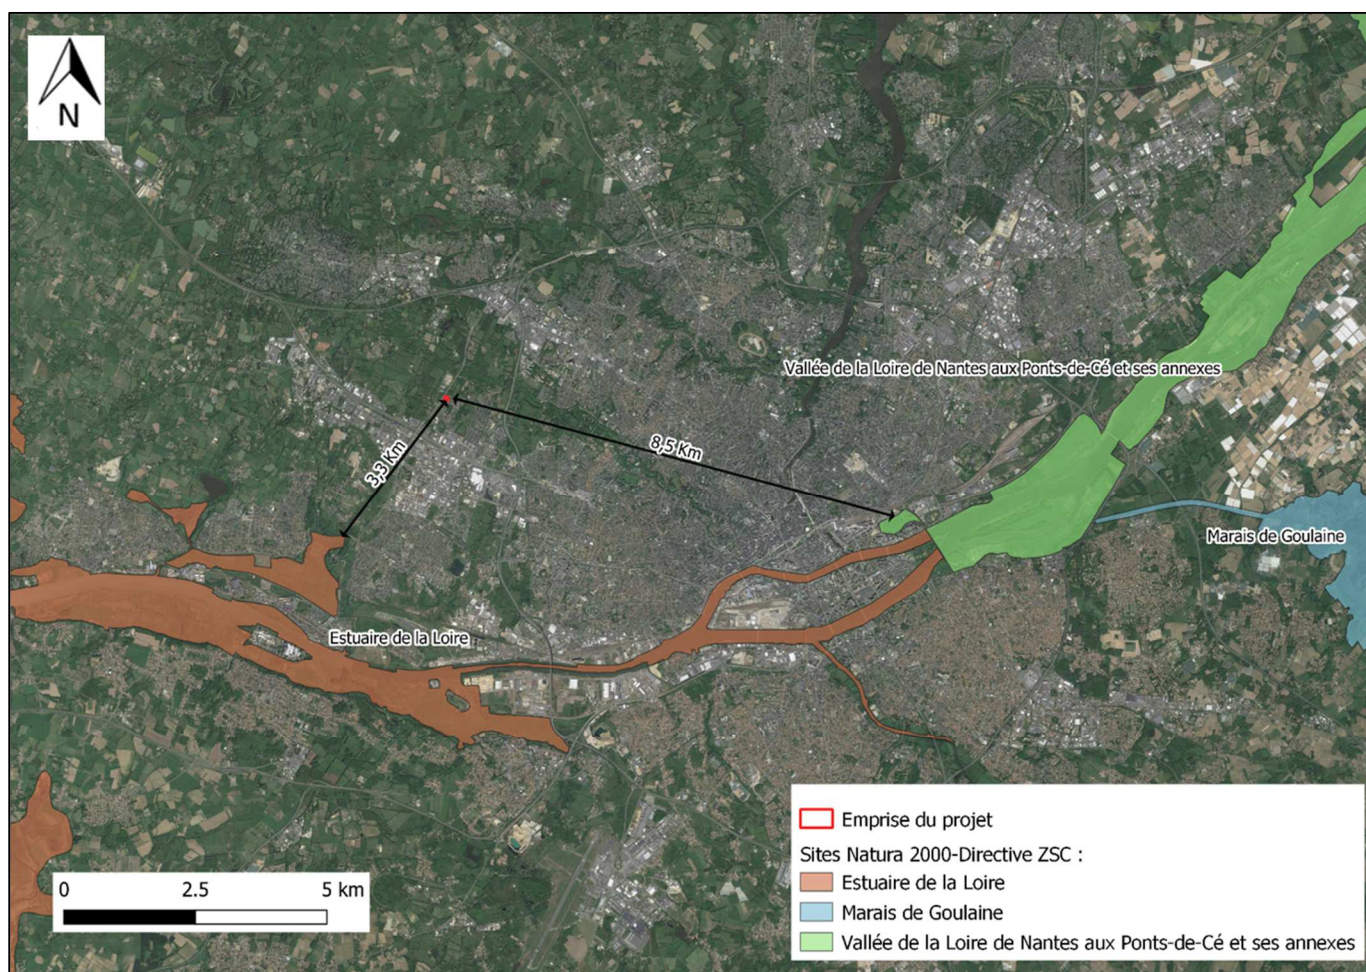 N
Vallée de la Loire de Nantes aux Ponts-de-Cé et ses annexes
3,3 Km
8,5 Km
Marais de Goulaine
Estuaire de la Loire
Emprise du projet
Sites Natura 2000-Directive ZSC :
Estuaire de la Loire
Marais de Goulaine
Vallée de la Loire de Nantes aux Ponts-de-Cé et ses annexes
0 2.5 5 km